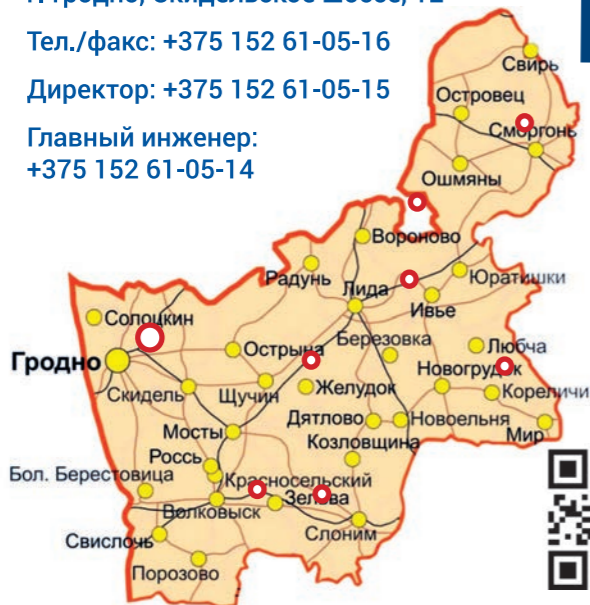 Тел./факс: +375 152 61-05-16
Директор: +375 152 61-05-15
Главный инженер:
+375 152 61-05-14
Свирь
Островец
Сморгонь
Ошмяны
Вороново
Радунь
Юратишки
Лида
Ивье
Солоцкин
Березовка
Любча
Гродно
Острына
Новогрудок
Скидель
Щучин
Желудок
Кореличи
Дятлово
Новоельня
Мир
Мосты
Козловщина
Россь
Бол. Берестовица
Красносельский
Зельва
Волковыск
Слоним
Свислочь
Порозово